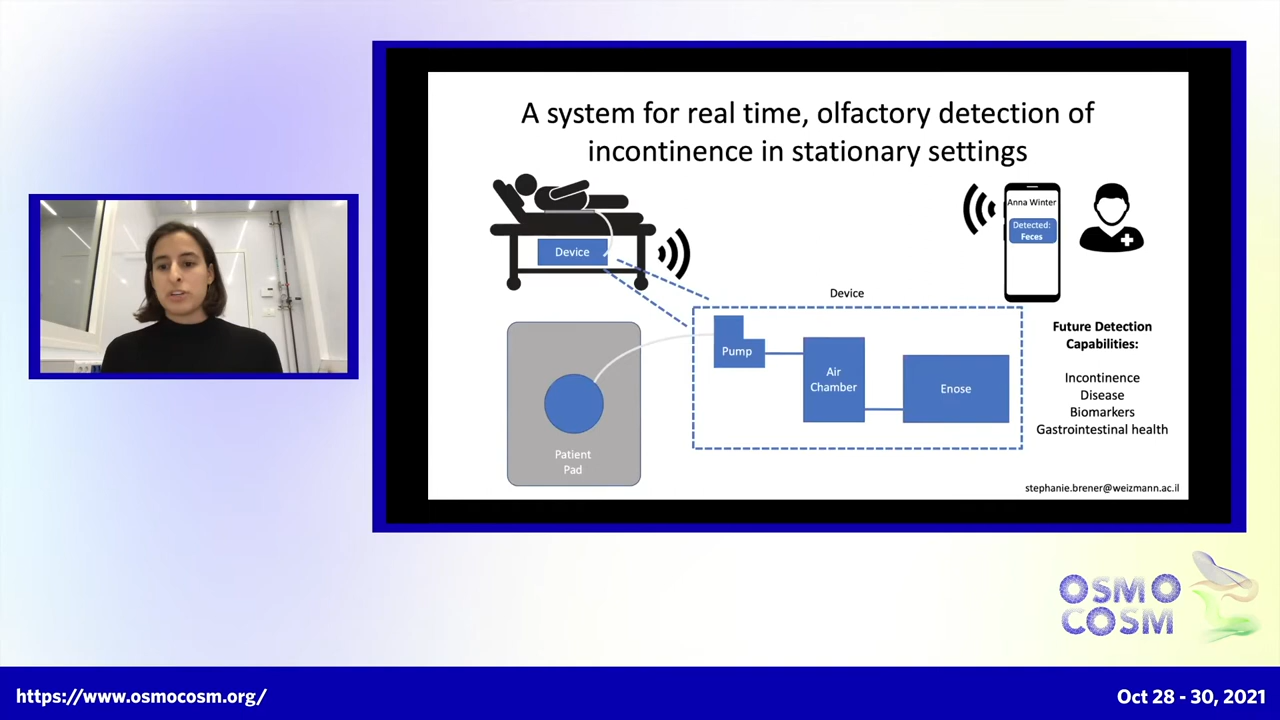 A system for real time, olfactory detection of
incontinence in stationary settings
Device
Anna Winter
Detected:
Feces
Device
Pump
Air
Chamber
Enose
Patient
Pad
Future Detection
Capabilities:
Incontinence
Disease
Biomarkers
Gastrointestinal health
stephanie.brener@weizmann.ac.il
OSMO
COSM
https://www.osmocosm.org/
Oct 28 - 30, 2021